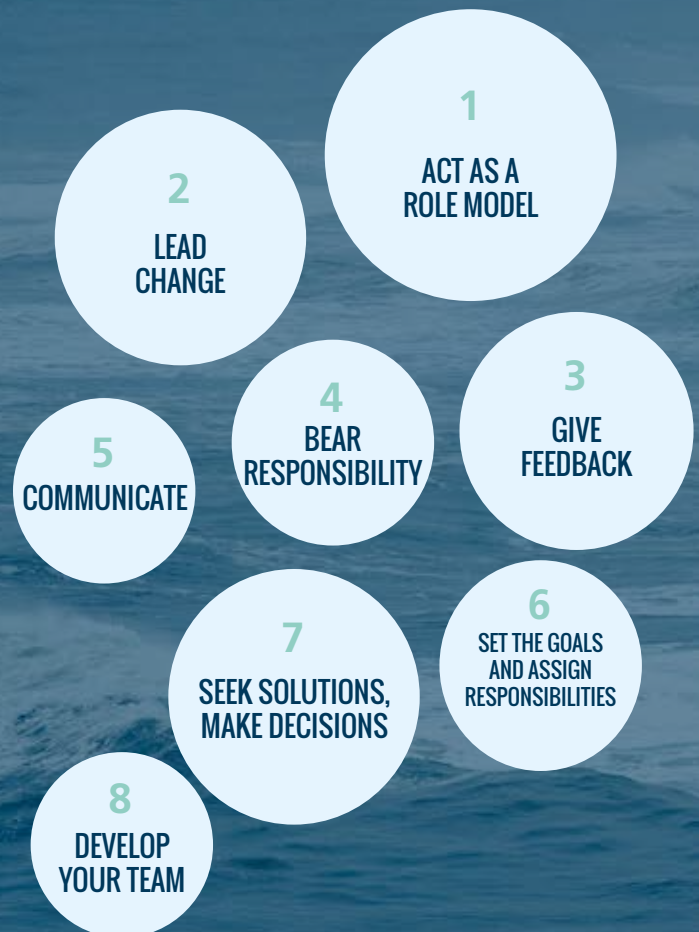 1
ACT AS A
ROLE MODEL
2
LEAD
CHANGE
3
GIVE
FEEDBACK
4
BEAR
RESPONSIBILITY
5
COMMUNICATE
6
SET THE GOALS
AND ASSIGN
RESPONSIBILITIES
7
SEEK SOLUTIONS,
MAKE DECISIONS
8
DEVELOP
YOUR TEAM